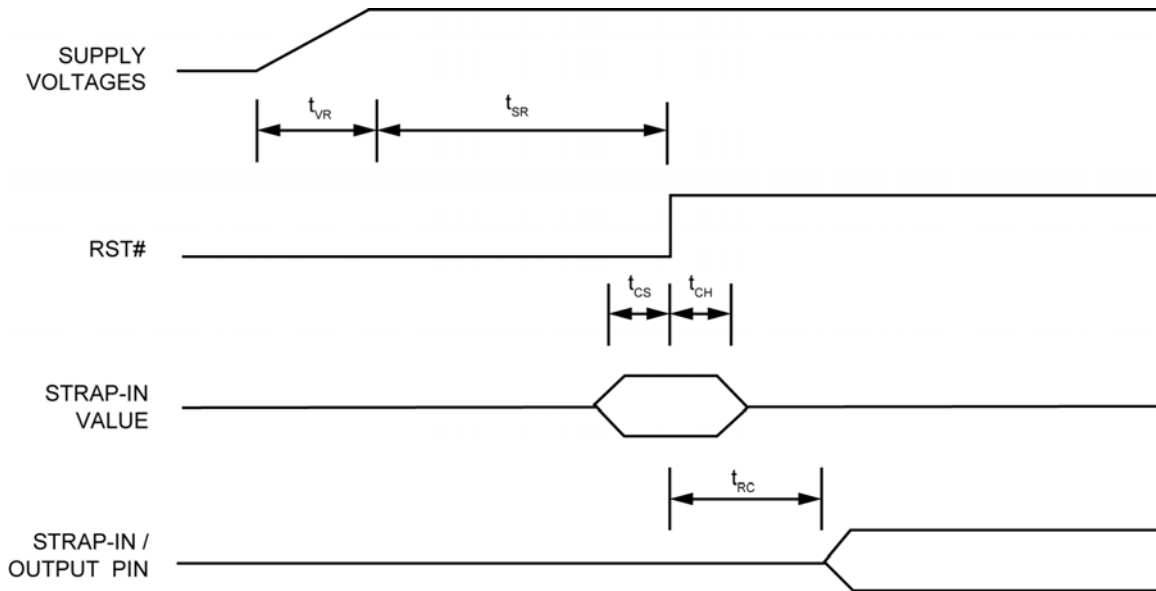 SUPPLY
VOLTAGES
tVR
tSR
RST#
tCS
tCH
STRAP-IN
VALUE
tRC
STRAP-IN /
OUTPUT PIN